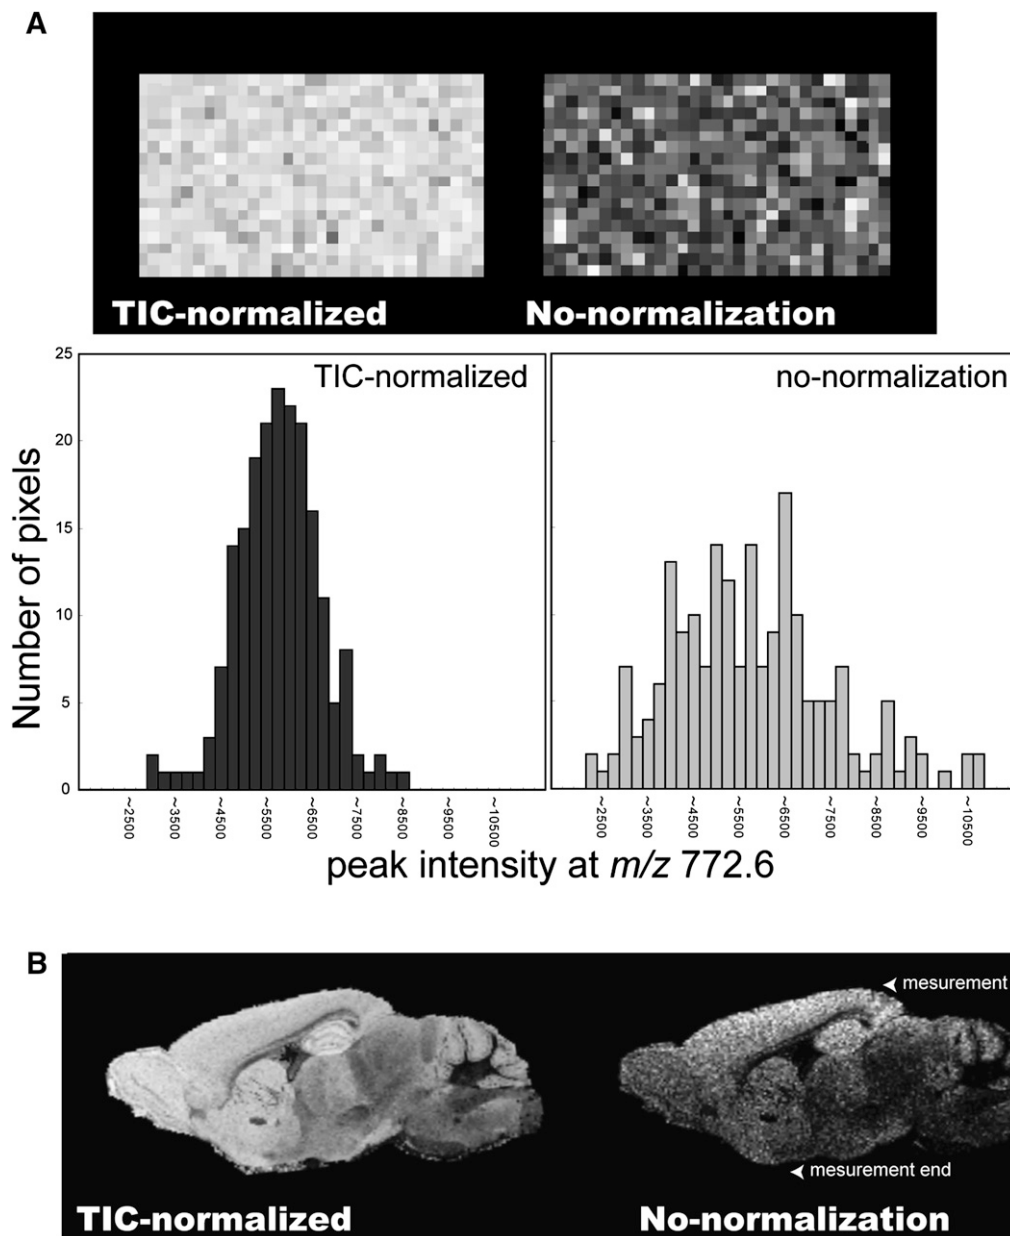 A
TIC-normalized
No-normalization
25
20
15
10
5
0
Number of pixels
TIC-normalized
no-normalization
~2500
~3500
~4500
~5500
~6500
~7500
~8500
~9500
~10500
~2500
~3500
~4500
~5500
~6500
~7500
~8500
~9500
~10500
peak intensity at m/z 772.6
B
mesurement
mesurement end
TIC-normalized
No-normalization